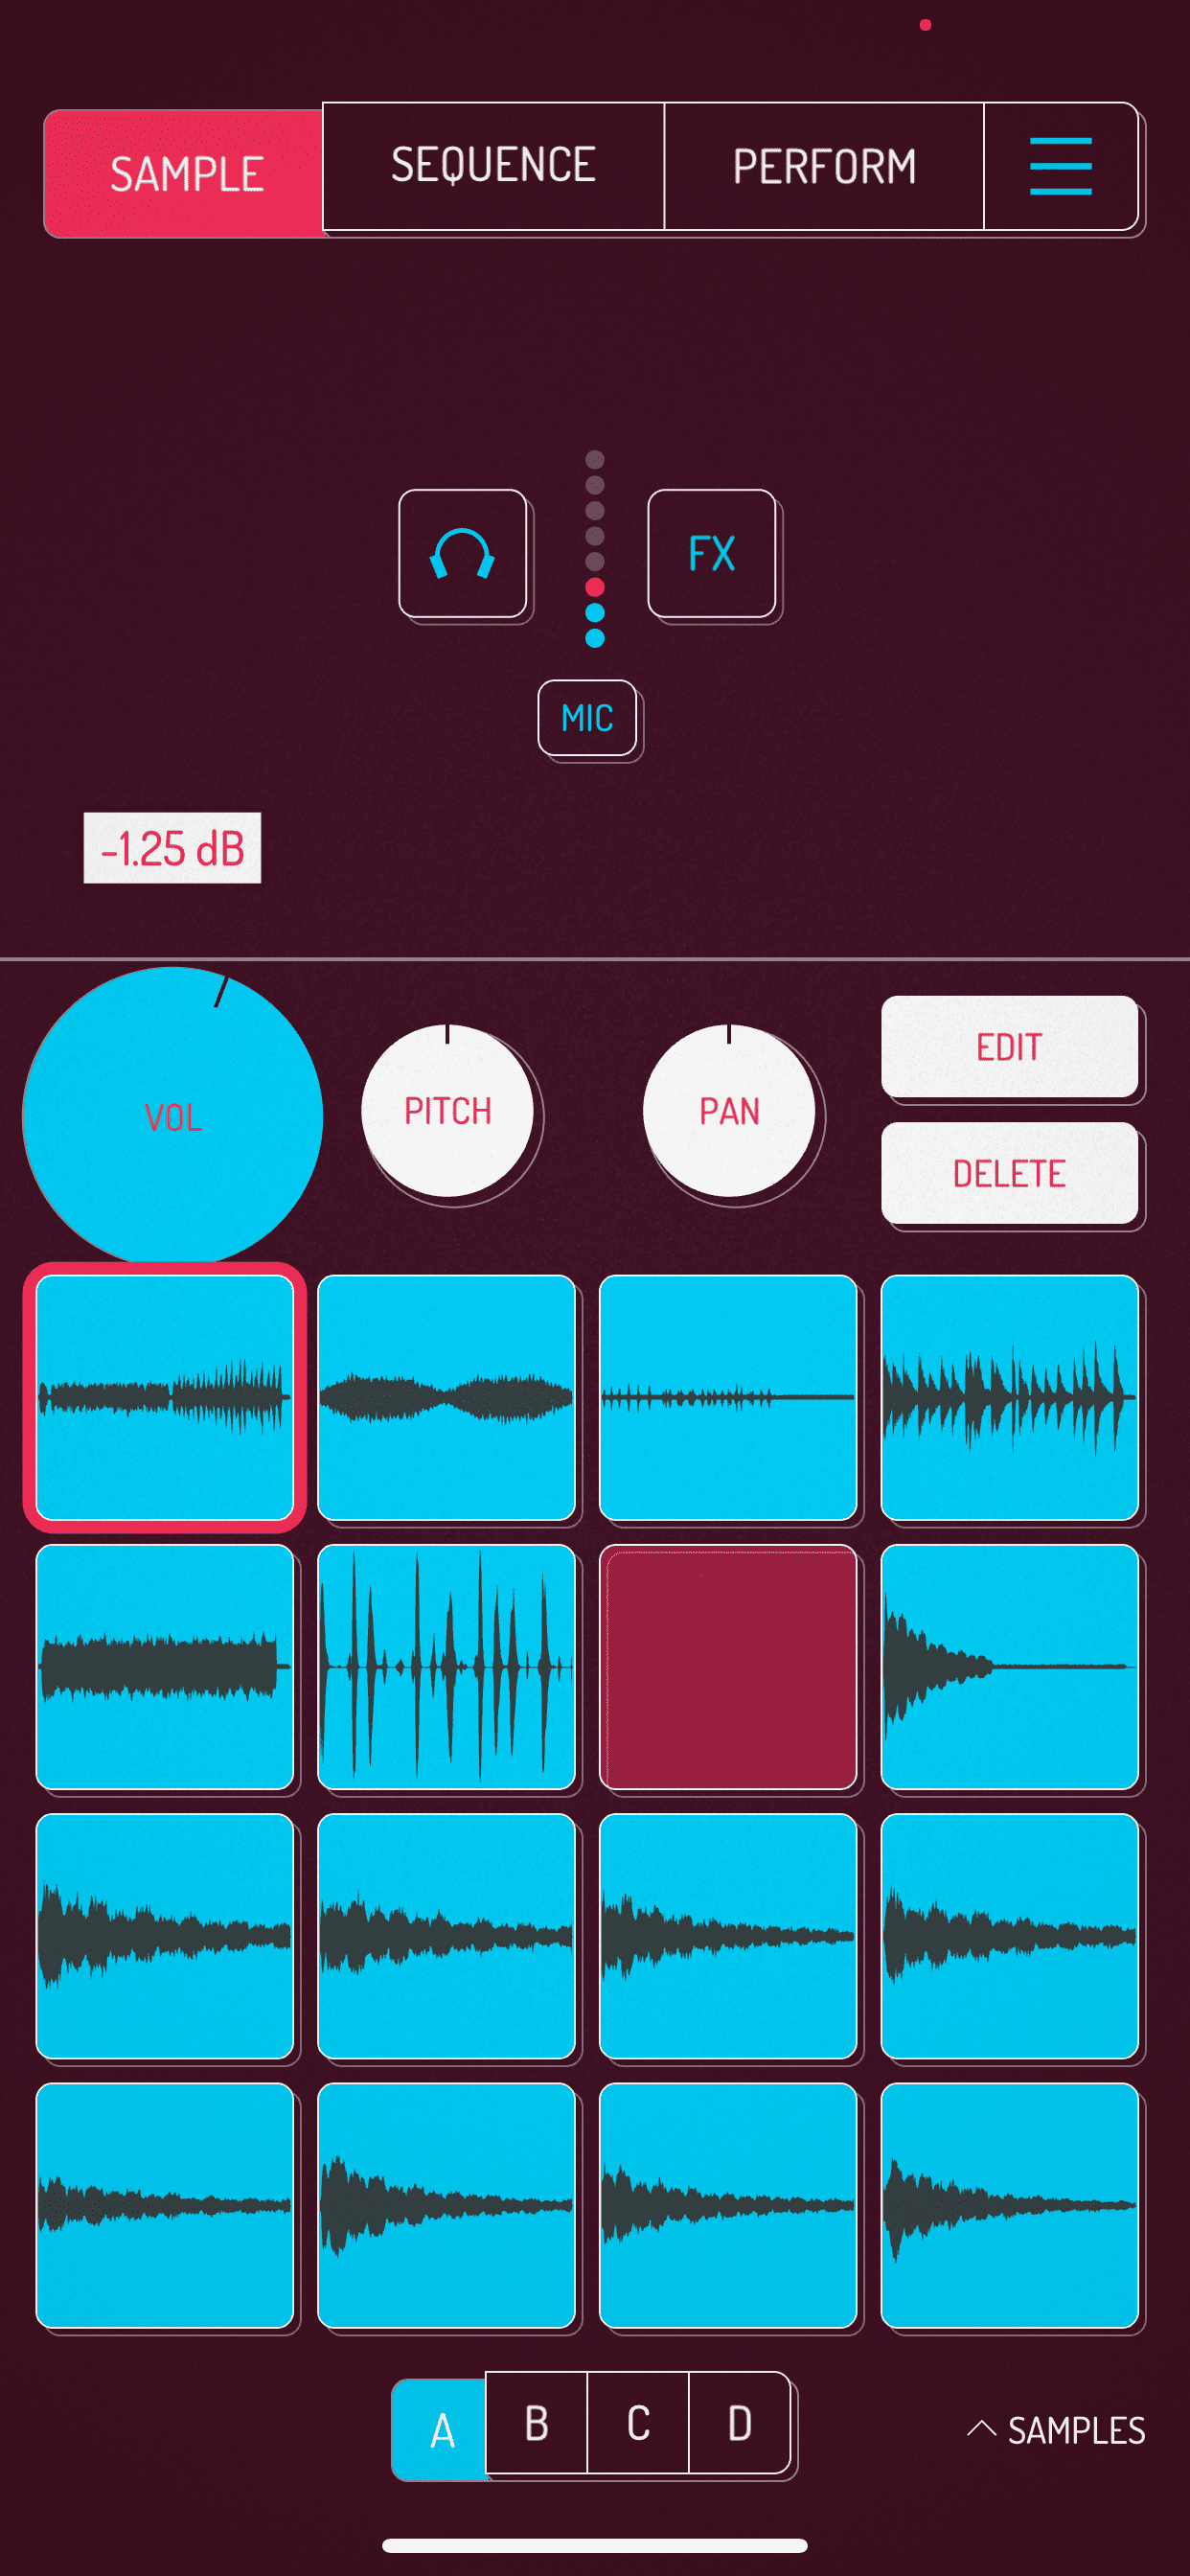 SAMPLE
SEQUENCE
PERFORM
FX
MIC
-1.25 dB
VOL
PITCH
PAN
EDIT
DELETE
A
B
C
D
SAMPLES